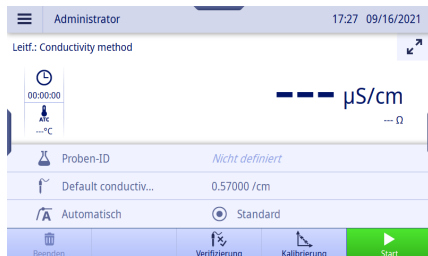 Administrator 17:27 09/16/2021
Leitf.: Conductivity method
00:00:00
ATC
---°C
--- µS/cm
--- Ω
Proben-ID Nicht definiert
Default conductiv... 0.57000 /cm
A Automatisch Standard
Beenden Verifizierung Kalibrierung Start